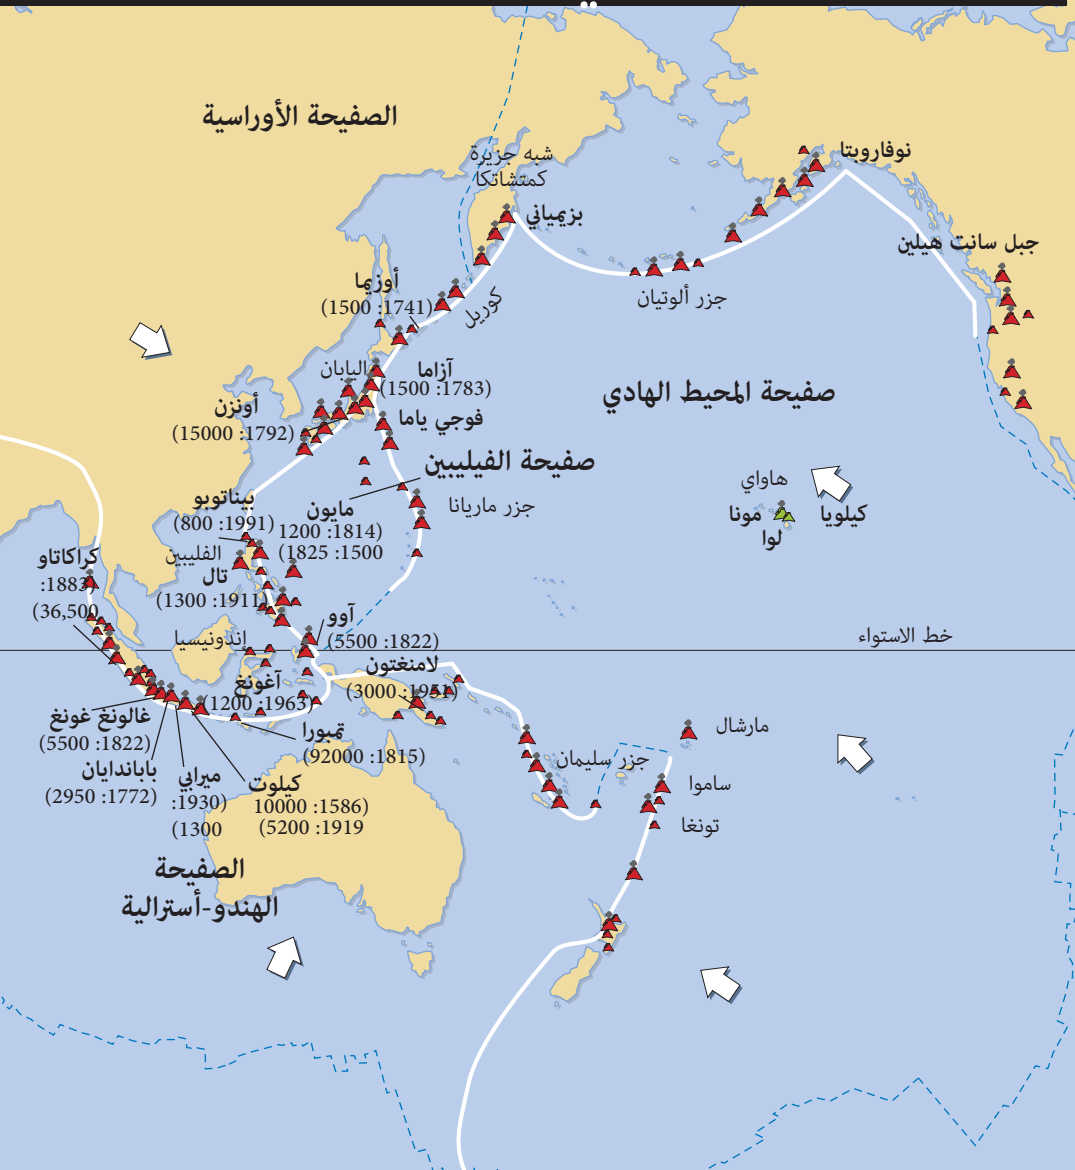 الصفيحة الأوراسية
شبه جزيرة
كمتشاتكا
نوفاروبتا
بزيمياني
جبل سانت هيلين
أوزيما
(1741: 1500)
كوريل
جزر ألوتيان
اليابان
آزاما
(1783: 1500)
صفيحة المحيط الهادي
أونزن
(1792: 15000)
فوجي ياما
صفيحة الفيليبين
هاواي
كيلويا
مونا
لوا
جزر ماريانا
بيناتوبو
(1991: 800)
مايون
(1814: 1200
1500: 1825)
الفليبين
تال
(1911: 1300)
كراكاتاو
(1883:
36,500)
آوو
(1822: 5500)
خط الاستواء
إندونيسيا
لامنغتون
(1951: 3000)
آغونغ
(1963: 1200)
غالونغ غونغ
(1822: 5500)
تمبورا
(1815: 92000)
مارشال
جزر سليمان
ساموا
تونغا
باباندايان
(1772: 2950)
ميرابي
(1930:
1300)
كيلوت
(1586: 10000
1919: 5200)
الصفيحة
الهندو-أسترالية